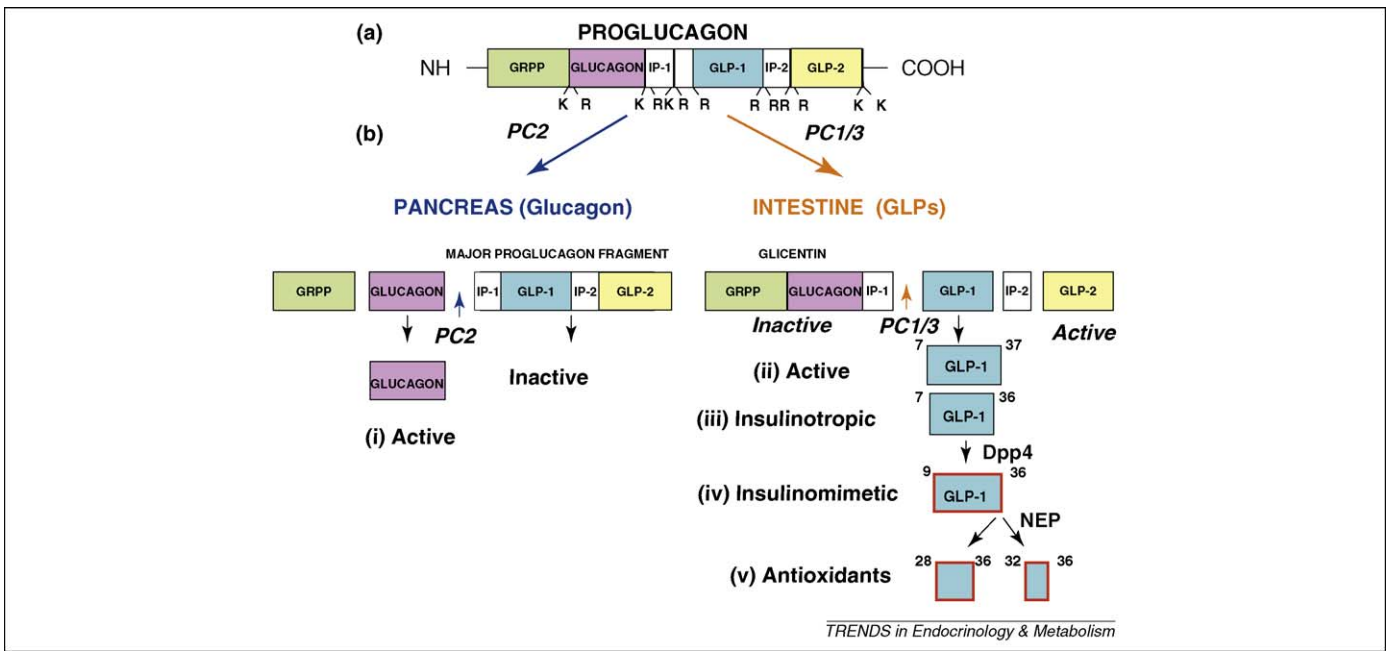 (a) PROGLUCAGON
NH GRPP GLUCAGON IP-1 GLP-1 IP-2 GLP-2 COOH
K R K RK R R R RR R K K
(b) PC2 PC1/3
PANCREAS (Glucagon) INTESTINE (GLPs)
MAJOR PROGLUCAGON FRAGMENT GLICENTIN
GRPP GLUCAGON IP-1 GLP-1 IP-2 GLP-2 GRPP GLUCAGON IP-1 GLP-1 IP-2 GLP-2
PC2 Inactive PC1/3 Active
7 37
GLUCAGON Inactive (ii) Active GLP-1
7 36
(iii) Insulinotropic GLP-1
(i) Active
Dpp4
9 36
(iv) Insulinomimetic GLP-1
NEP
28 36 32 36
(v) Antioxidants
TRENDS in Endocrinology & Metabolism